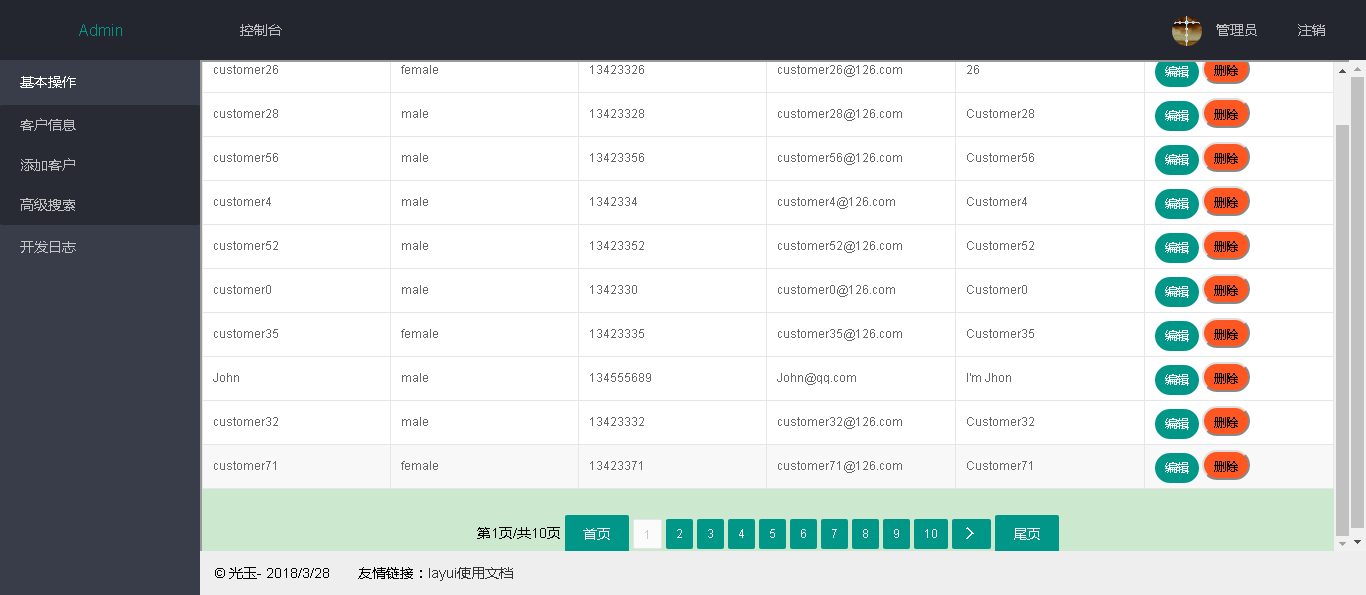 Admin 控制台 管理员 注销
基本操作
客户信息
添加客户
高级搜索
开发日志
customer26 female 13423326 customer26@126.com 26 编辑 删除
customer28 male 13423328 customer28@126.com Customer28 编辑 删除
customer56 male 13423356 customer56@126.com Customer56 编辑 删除
customer4 male 1342334 customer4@126.com Customer4 编辑 删除
customer52 male 13423352 customer52@126.com Customer52 编辑 删除
customer0 male 1342330 customer0@126.com Customer0 编辑 删除
customer35 female 13423335 customer35@126.com Customer35 编辑 删除
John male 134555689 John@qq.com I'm Jhon 编辑 删除
customer32 male 13423332 customer32@126.com Customer32 编辑 删除
customer71 female 13423371 customer71@126.com Customer71 编辑 删除
第1页/共10页 首页 1 2 3 4 5 6 7 8 9 10 > 尾页
© 光玉- 2018/3/28 友情链接：layui使用文档